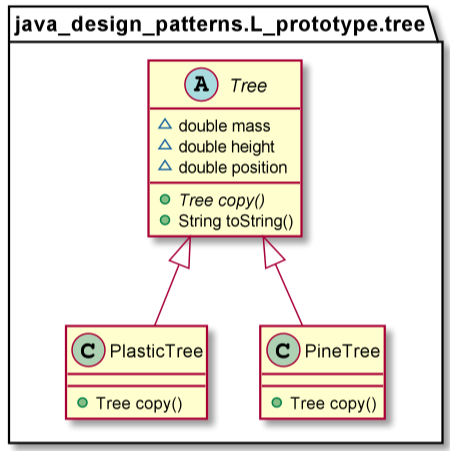 java_design_patterns.L_prototype.tree
A Tree
double mass
double height
double position
Tree copy()
String toString()
C PlasticTree
Tree copy()
C PineTree
Tree copy()